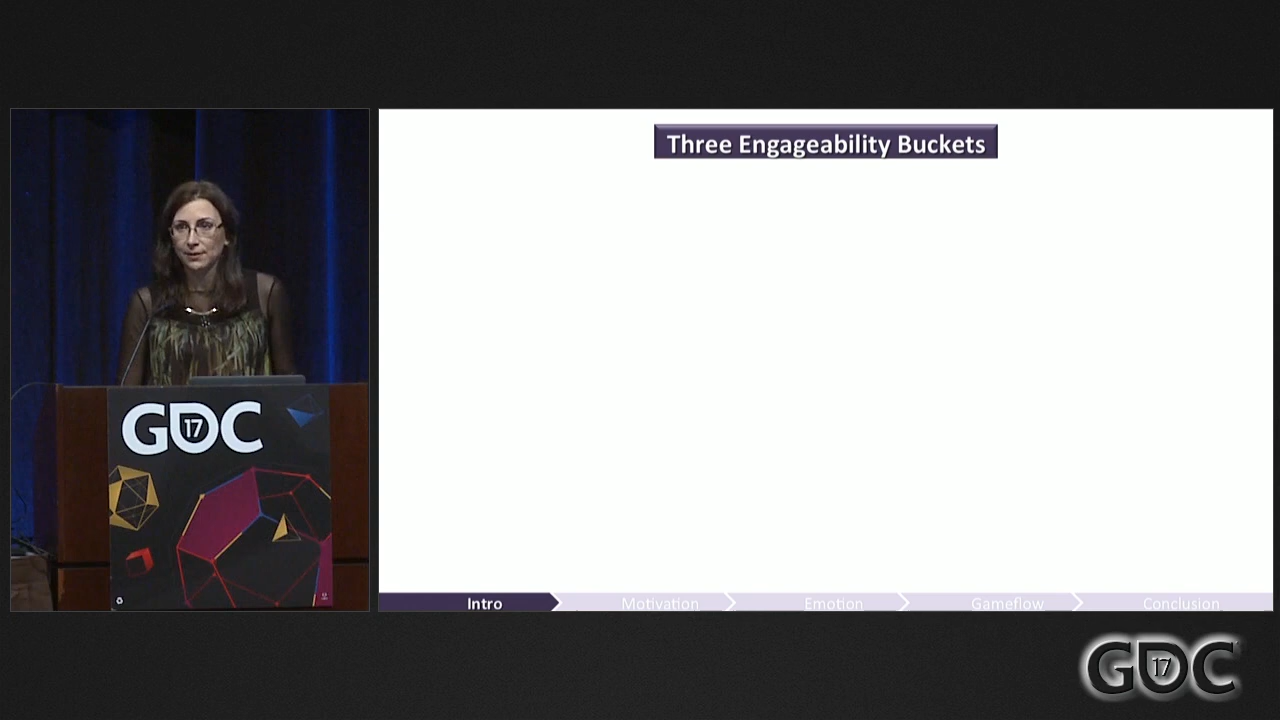 Three Engageability Buckets
GDC
17
Intro
Motivation
Emotion
Gameflow
Conclusion
GDC
17